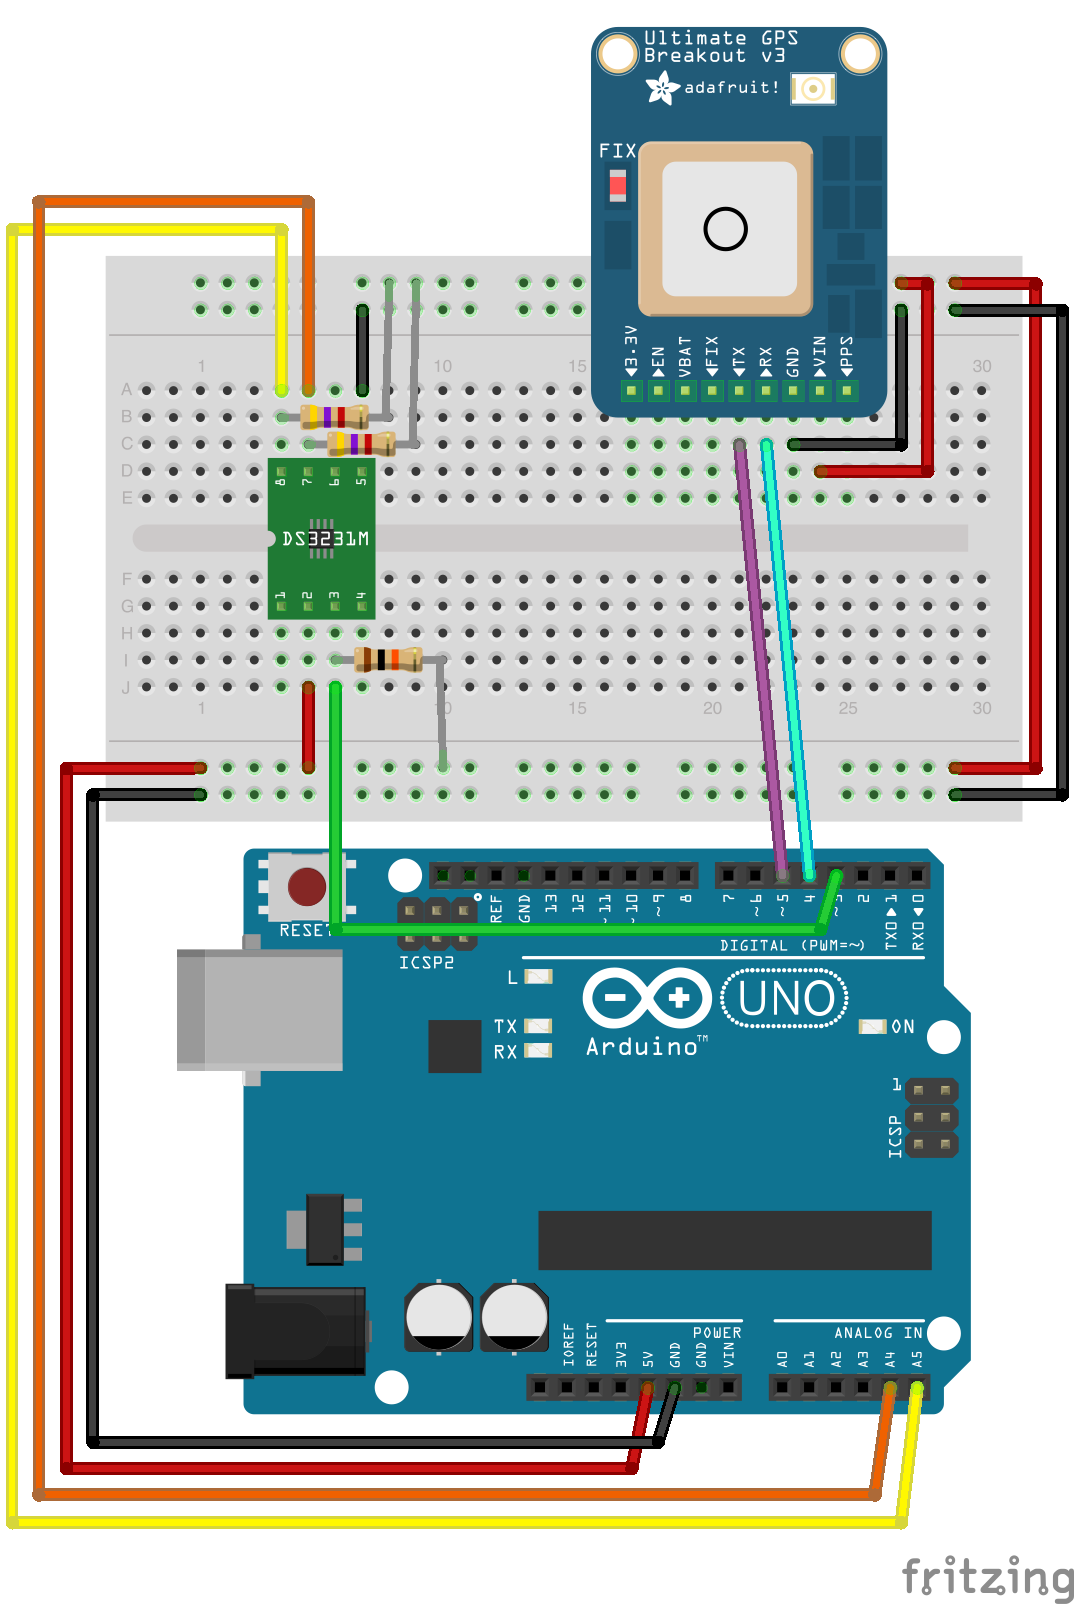 Ultimate GPS
Breakout v3
adafruit!
FIX
◀3.3V
▶EN
VBAT
◀FIX
◀TX
▶RX
GND
▶VIN
◀PPS
1
10
15
30
A
B
C
D
E
8
7
6
5
DS3231M
1
2
3
4
F
G
H
I
J
1
10
15
20
25
30
RESET
REF
GND
13
12
~11
~10
~9
8
7
~6
~5
4
~3
2
TX0▶1
RX0◀0
ICSP2
DIGITAL (PWM=~)
L
TX
RX
UNO
Arduino™
ON
1
ICSP
POWER
ANALOG IN
IOREF
RESET
3V3
5V
GND
GND
VIN
A0
A1
A2
A3
A4
A5
fritzing